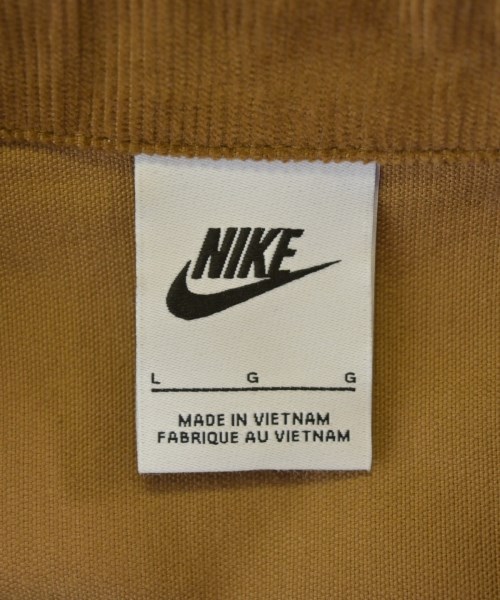 NIKE
L G G
MADE IN VIETNAM
FABRIQUE AU VIETNAM